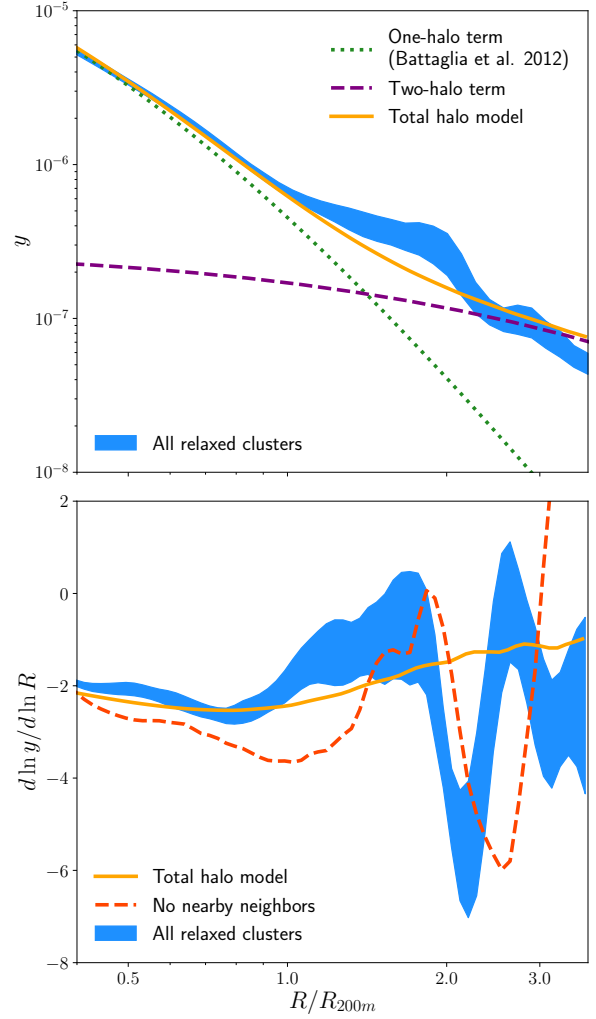 10⁻⁵
10⁻⁶
10⁻⁷
10⁻⁸
y
One-halo term
(Battaglia et al. 2012)
Two-halo term
Total halo model
All relaxed clusters
2
0
−2
−4
−6
−8
d ln y/d ln R
Total halo model
No nearby neighbors
All relaxed clusters
0.5
1.0
2.0
3.0
R/R₂₀₀ₘ